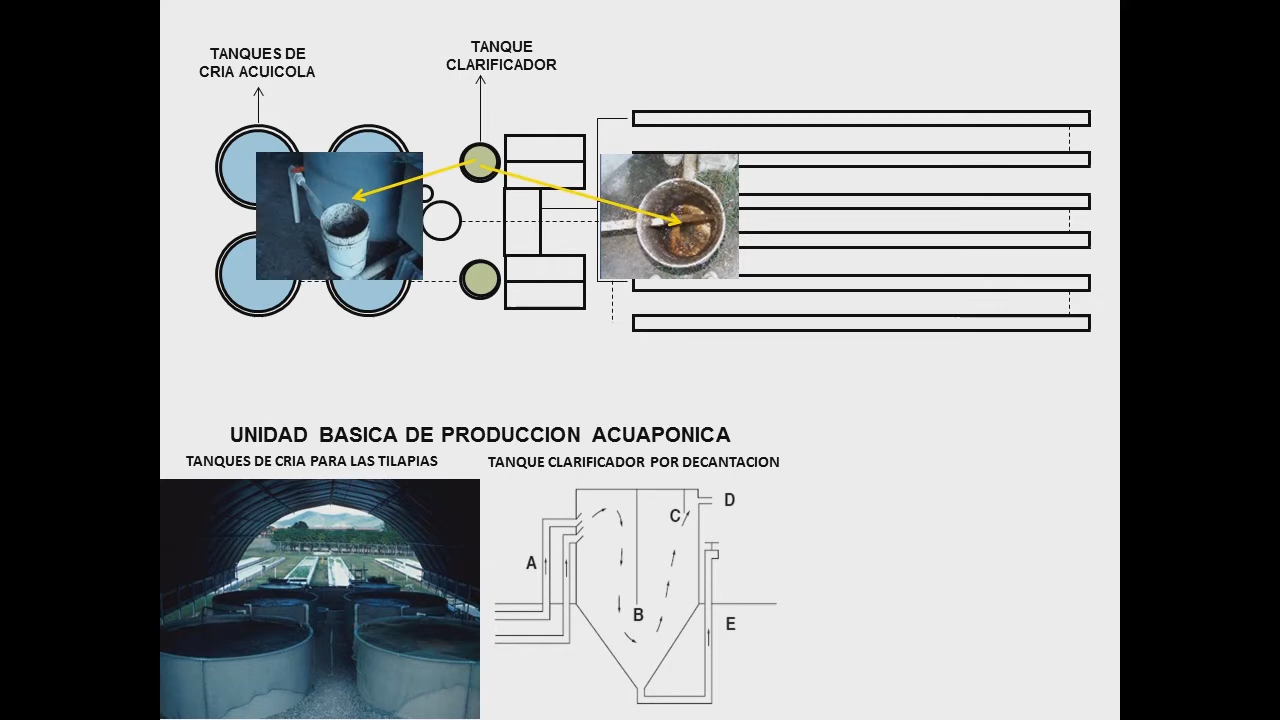 TANQUES DE
CRIA ACUICOLA
TANQUE
CLARIFICADOR
UNIDAD BASICA DE PRODUCCION ACUAPONICA
TANQUES DE CRIA PARA LAS TILAPIAS
TANQUE CLARIFICADOR POR DECANTACION
A
B
C
D
E